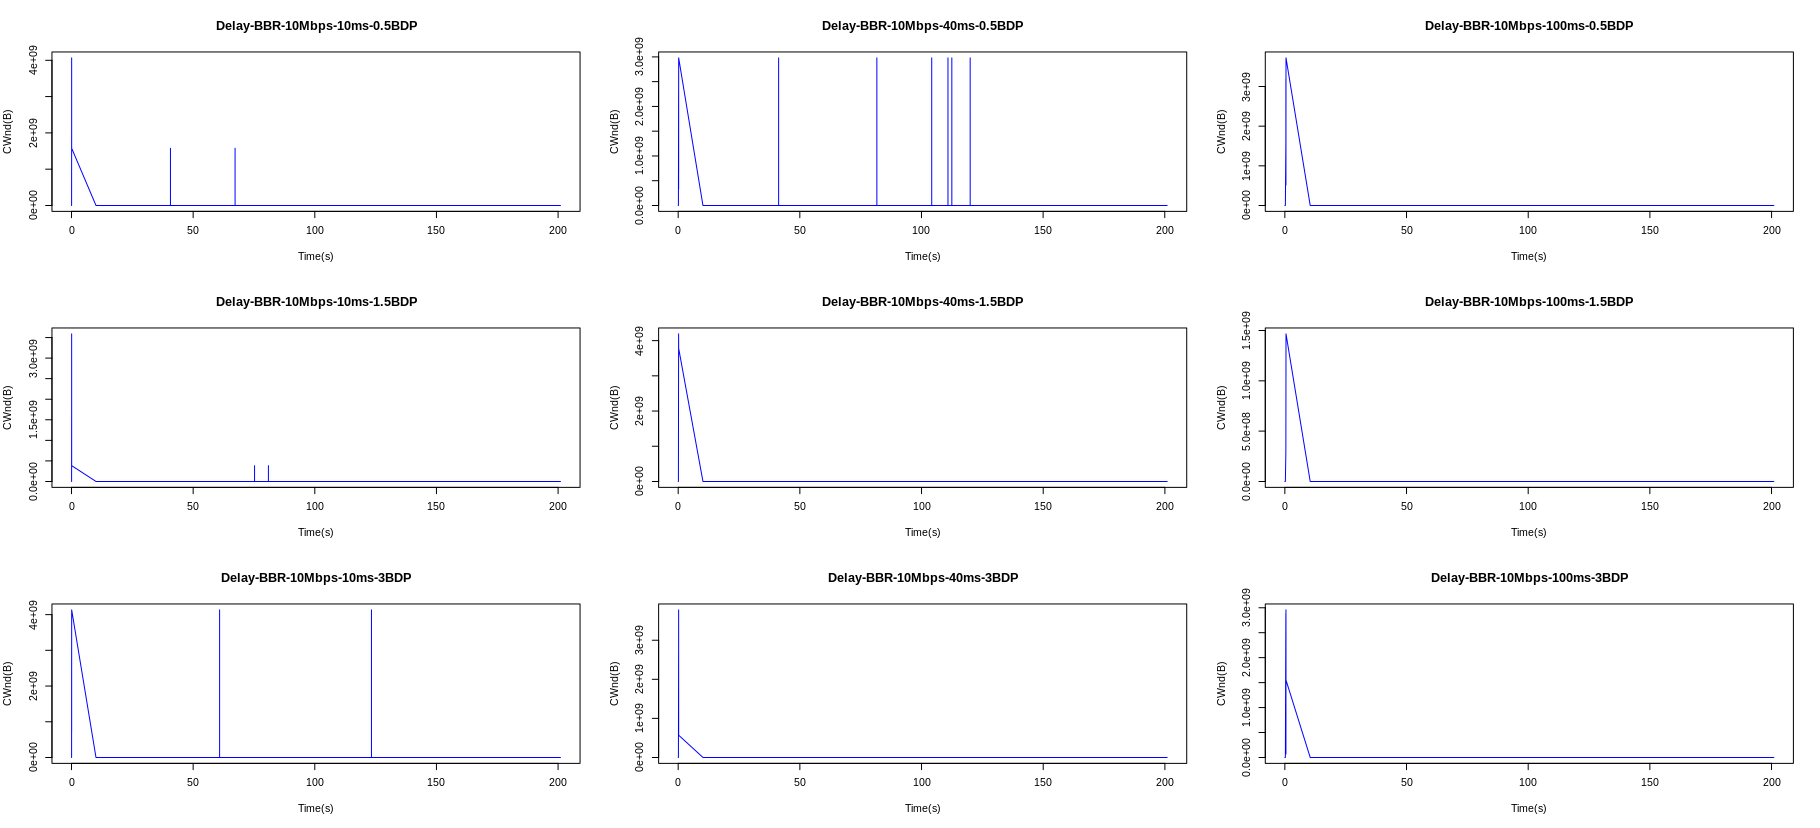 Delay-BBR-10Mbps-10ms-0.5BDP
CWnd(B)
0e+00 2e+09 4e+09
0 50 100 150 200
Time(s)
Delay-BBR-10Mbps-40ms-0.5BDP
CWnd(B)
0.0e+00 1.0e+09 2.0e+09 3.0e+09
0 50 100 150 200
Time(s)
Delay-BBR-10Mbps-100ms-0.5BDP
CWnd(B)
0e+00 1e+09 2e+09 3e+09
0 50 100 150 200
Time(s)
Delay-BBR-10Mbps-10ms-1.5BDP
CWnd(B)
0.0e+00 1.5e+09 3.0e+09
0 50 100 150 200
Time(s)
Delay-BBR-10Mbps-40ms-1.5BDP
CWnd(B)
0e+00 2e+09 4e+09
0 50 100 150 200
Time(s)
Delay-BBR-10Mbps-100ms-1.5BDP
CWnd(B)
0.0e+00 5.0e+08 1.0e+09 1.5e+09
0 50 100 150 200
Time(s)
Delay-BBR-10Mbps-10ms-3BDP
CWnd(B)
0e+00 2e+09 4e+09
0 50 100 150 200
Time(s)
Delay-BBR-10Mbps-40ms-3BDP
CWnd(B)
0e+00 1e+09 2e+09 3e+09
0 50 100 150 200
Time(s)
Delay-BBR-10Mbps-100ms-3BDP
CWnd(B)
0.0e+00 1.0e+09 2.0e+09 3.0e+09
0 50 100 150 200
Time(s)